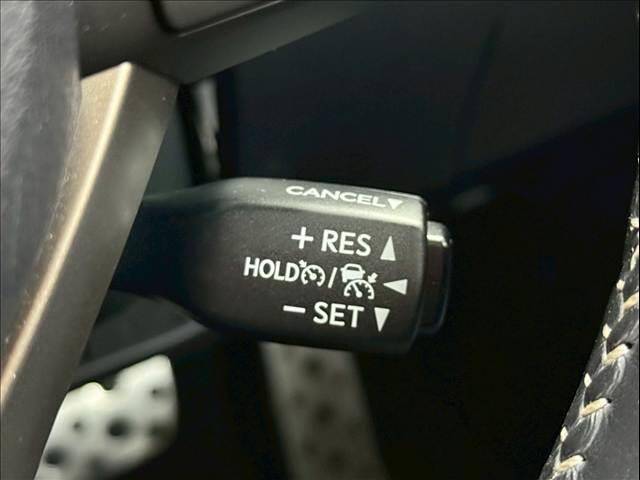 CANCEL▼
+ RES ▲
HOLD / ◀
− SET ▼